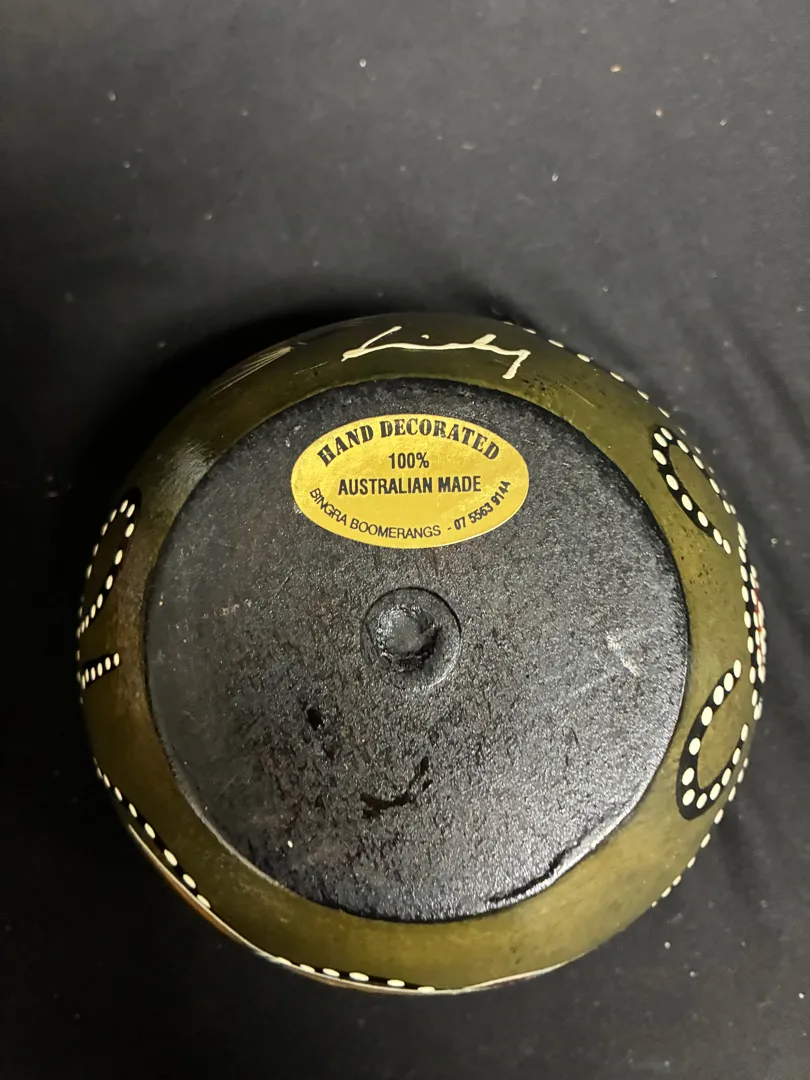 HAND DECORATED
100%
AUSTRALIAN MADE
BINGRA BOOMERANGS - 07 5563 9144